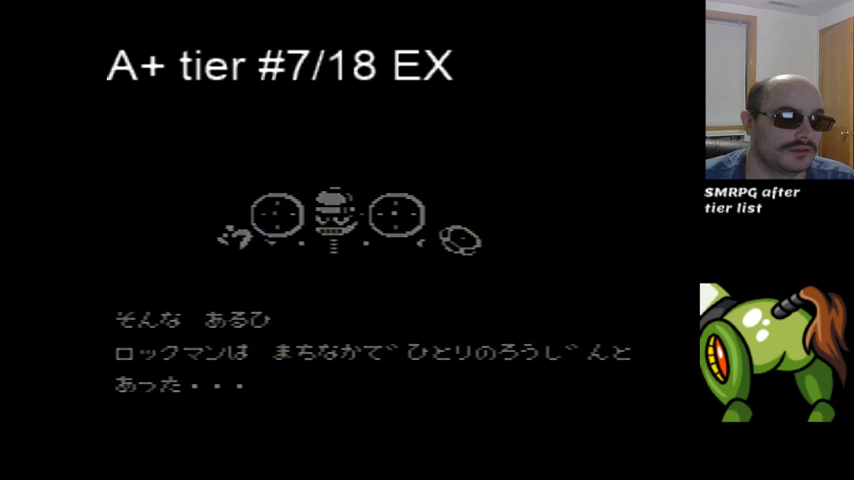 A+ tier #7/18 EX
SMRPG after
tier list
そんな あるひ
ロックマンは まちなかで ひとりのろうじんと
あった・・・